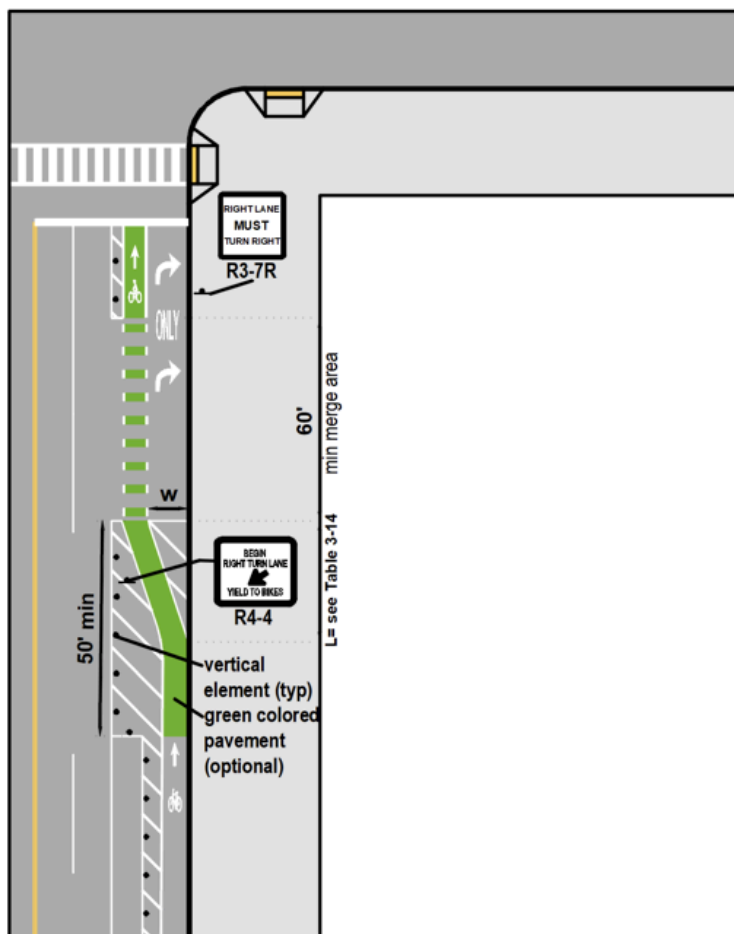 RIGHT LANE
MUST
TURN RIGHT
R3-7R
ONLY
60'
min merge area
W
L= see Table 3-14
BEGIN
RIGHT TURN LANE
YIELD TO BIKES
R4-4
50' min
vertical
element (typ)
green colored
pavement
(optional)